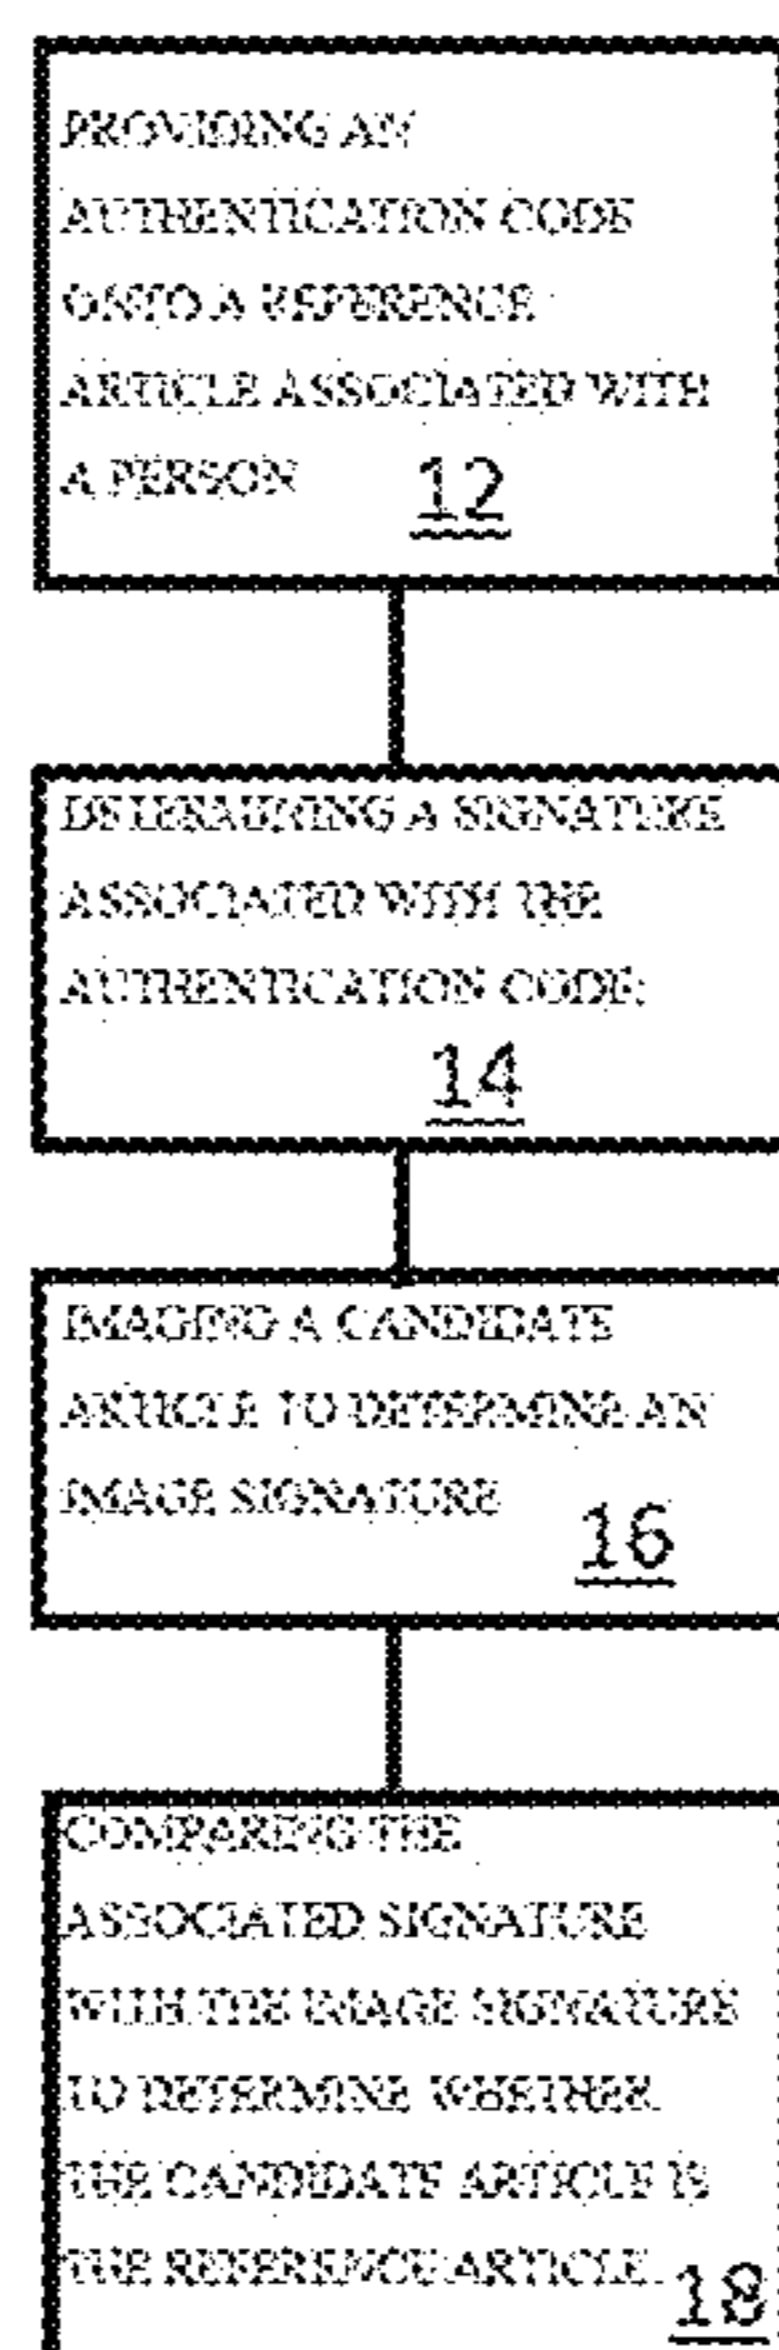 PROVIDING AN
AUTHENTICATION CODE
ONTO A REFERENCE
ARTICLE ASSOCIATED WITH
A PERSON 12
DETERMINING A SIGNATURE
ASSOCIATED WITH THE
AUTHENTICATION CODE;
14
IMAGING A CANDIDATE
ARTICLE TO DETERMINE AN
IMAGE SIGNATURE
16
COMPARING THE
ASSOCIATED SIGNATURE
WITH THE IMAGE SIGNATURE
TO DETERMINE WHETHER
THE CANDIDATE ARTICLE IS
THE REFERENCE ARTICLE.
18